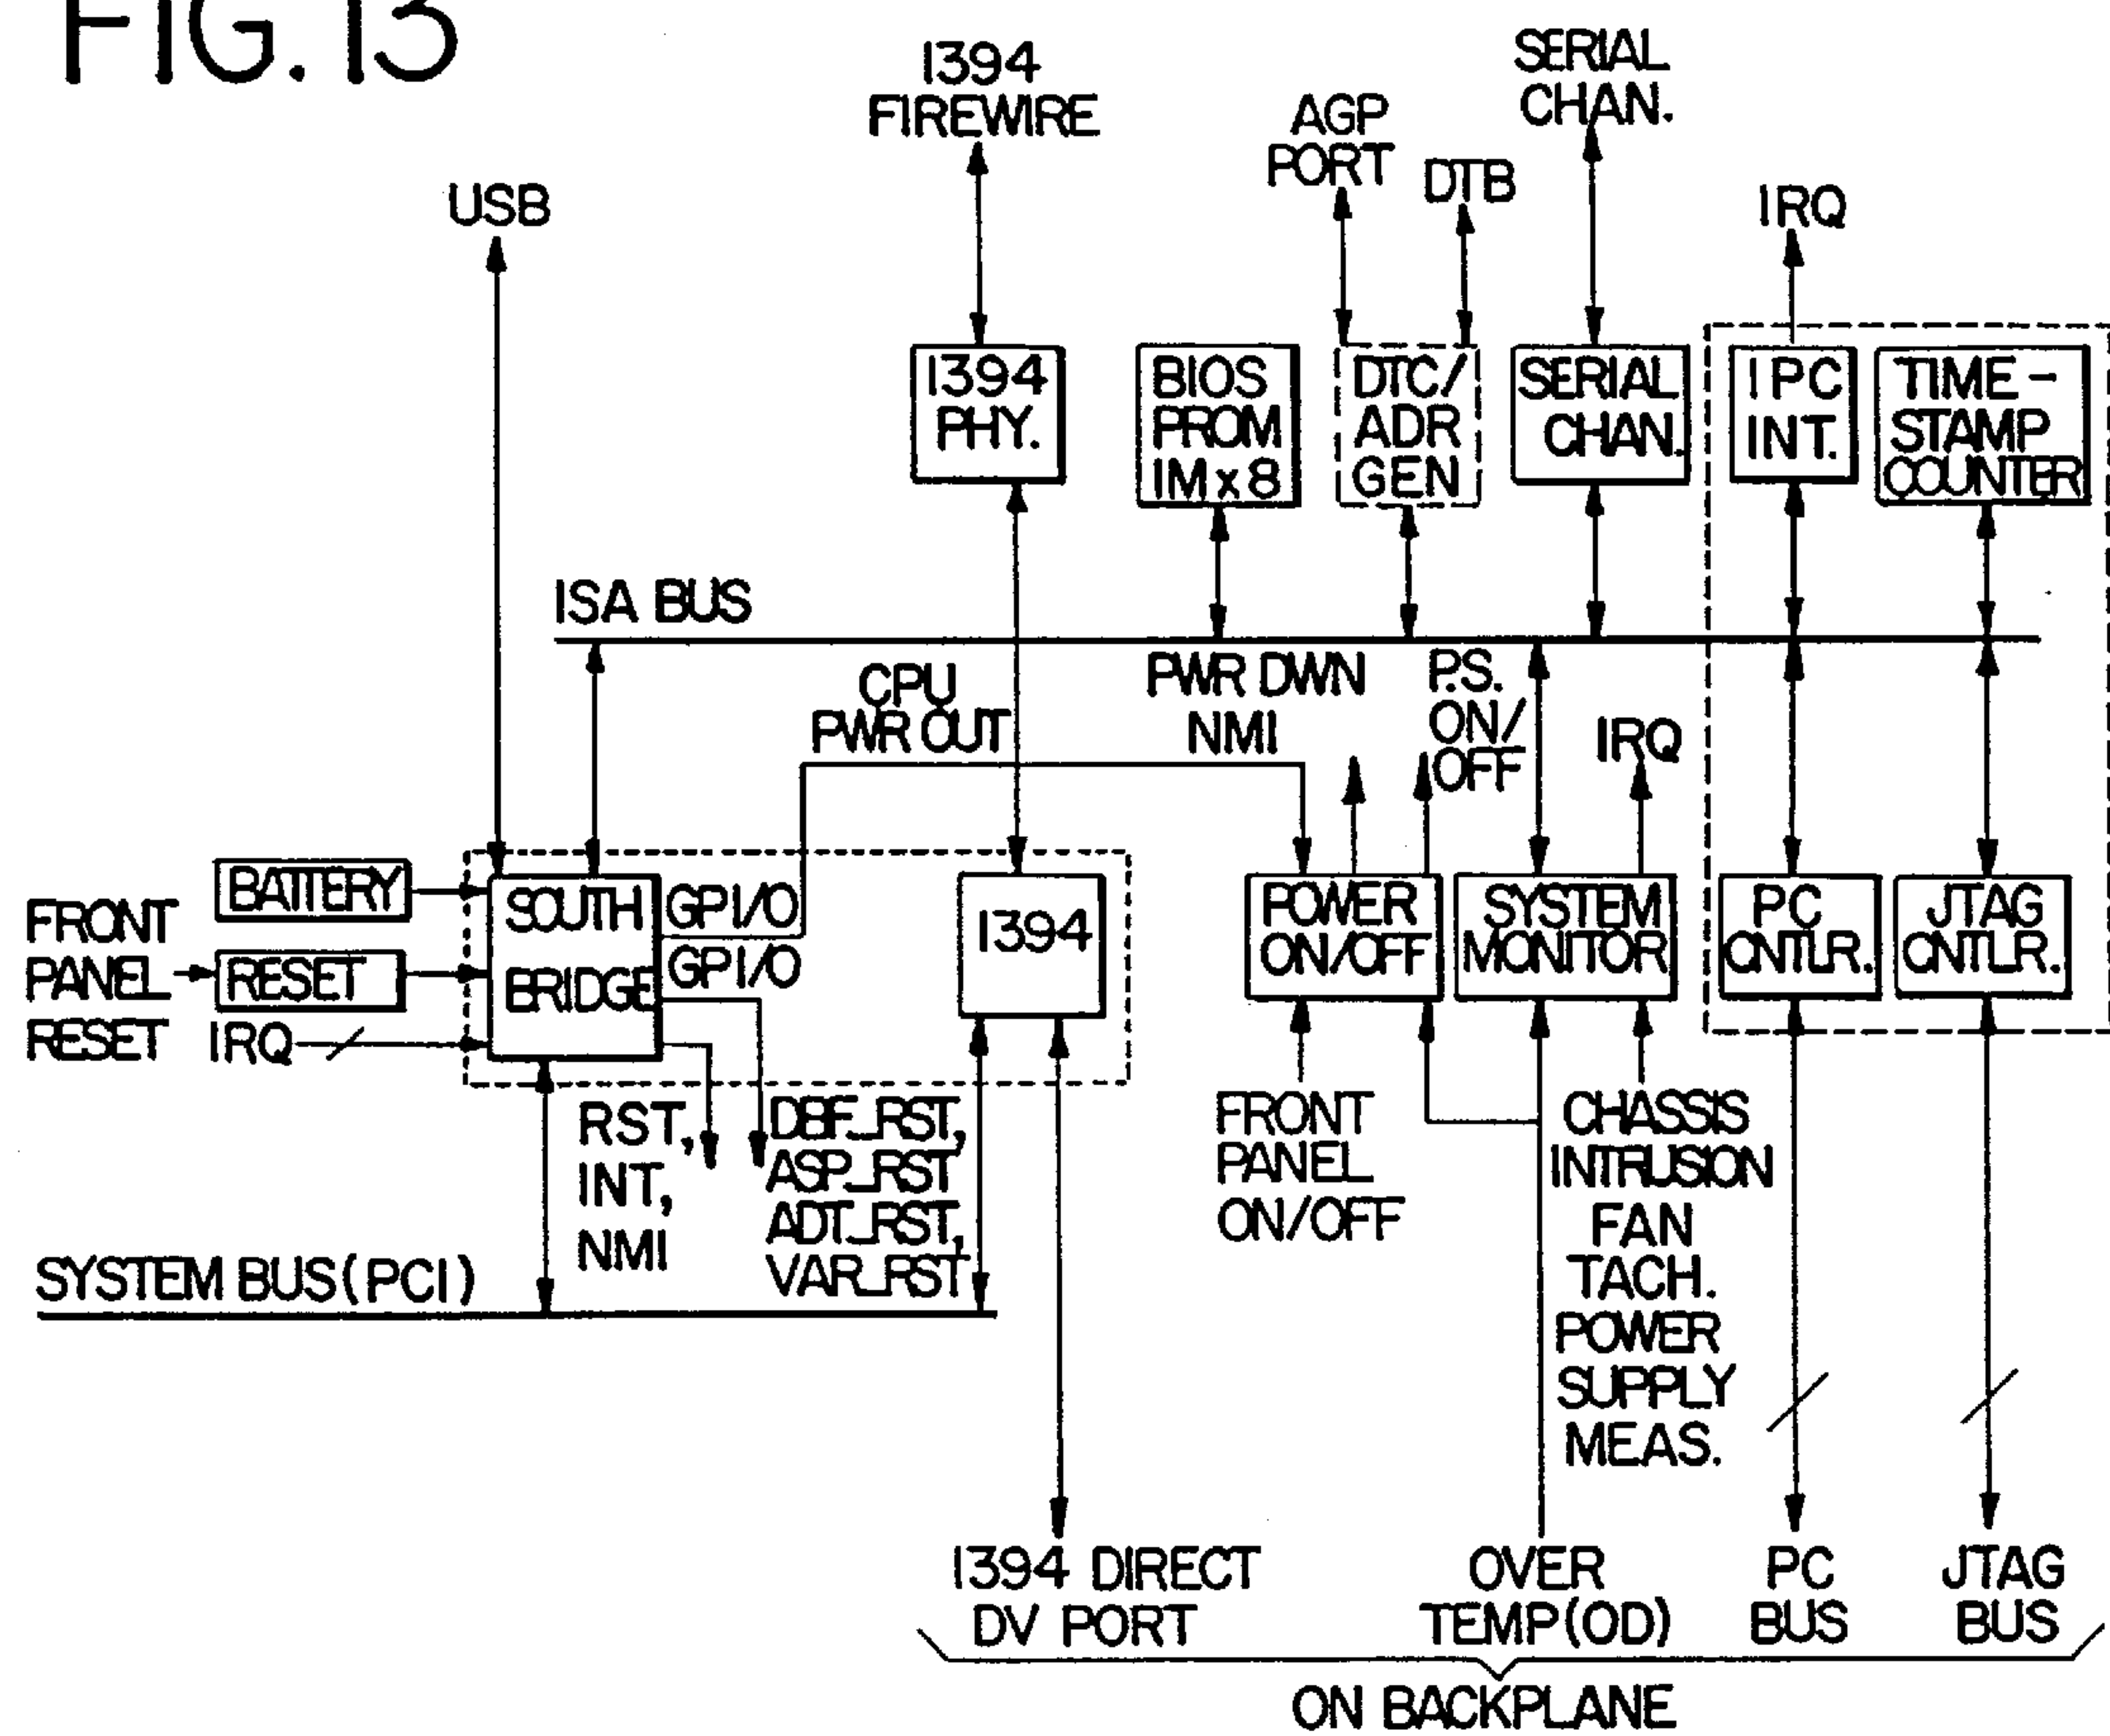 FIG. 13
1394
FIREWIRE
SERIAL
CHAN.
AGP
PORT
DTB
USB
IRQ
1394
PHY.
BIOS
PROM
1M x 8
DTC/
ADR
GEN
SERIAL
CHAN.
IPC
INT.
TIME-
STAMP
COUNTER
ISA BUS
CPU
PWR OUT
PWR DWN
NMI
P.S.
ON/
OFF
IRQ
BATTERY
FRONT
PANEL
RESET
RESET
IRQ
SOUTH
BRIDGE
GPI/O
GPI/O
1394
POWER
ON/OFF
SYSTEM
MONITOR
PC
CNTLR.
JTAG
CNTLR.
RST,
INT,
NMI
DBF_RST,
ASP_RST
ADT_RST,
VAR_RST
FRONT
PANEL
ON/OFF
CHASSIS
INTRUSION
FAN
TACH.
POWER
SUPPLY
MEAS.
SYSTEM BUS (PCI)
1394 DIRECT
DV PORT
OVER
TEMP (OD)
PC
BUS
JTAG
BUS
ON BACKPLANE